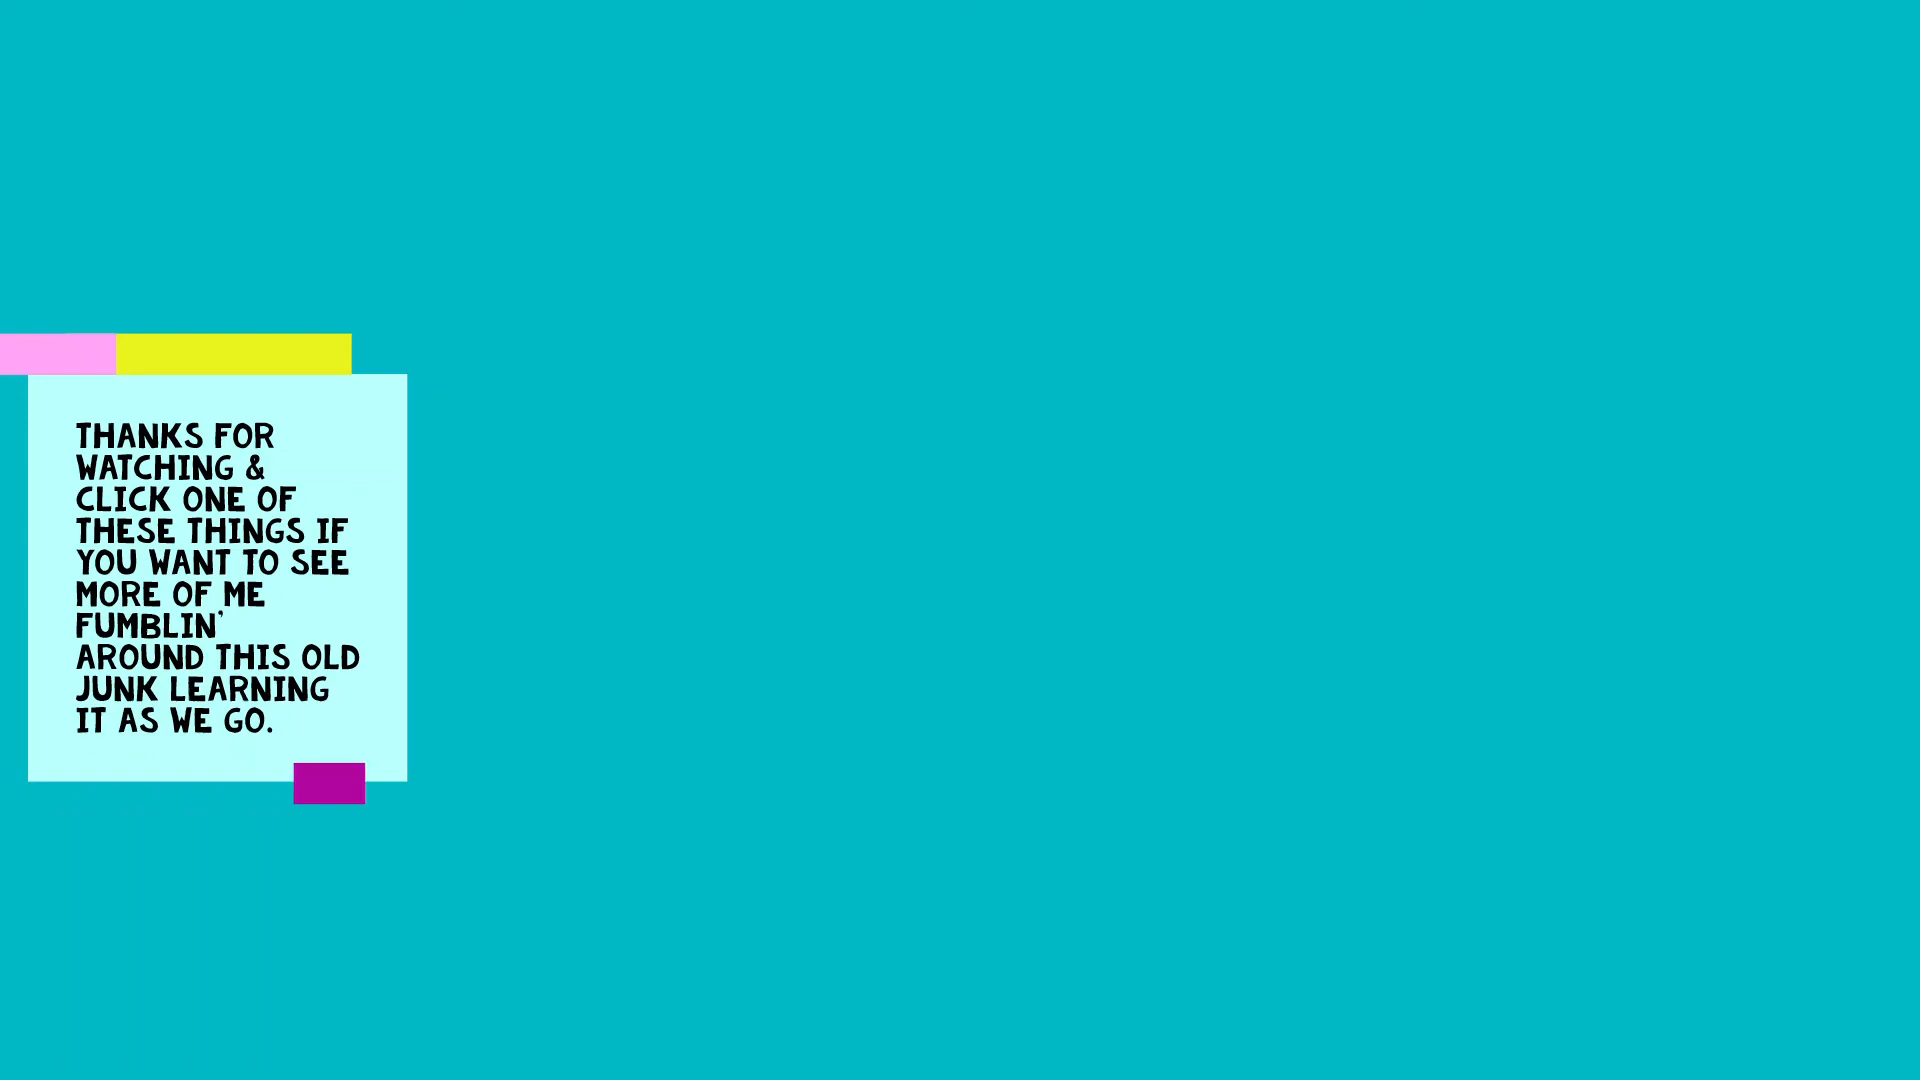 THANKS FOR
WATCHING &
CLICK ONE OF
THESE THINGS IF
YOU WANT TO SEE
MORE OF ME
FUMBLIN'
AROUND THIS OLD
JUNK LEARNING
IT AS WE GO.